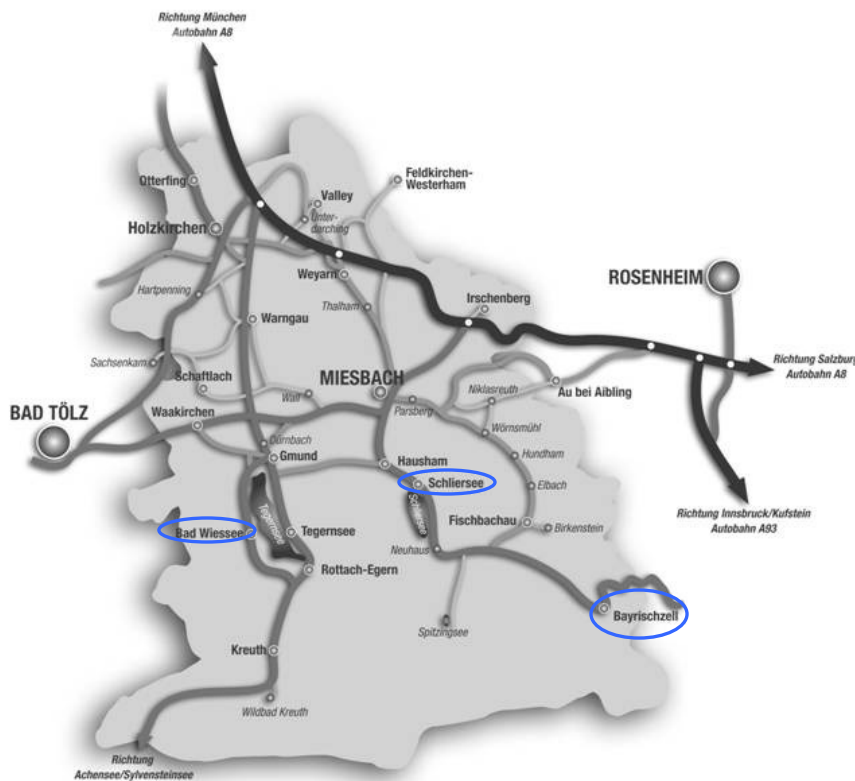 Richtung München
Autobahn A8
Feldkirchen-
Westerham
Otterfing
Valley
Unter-
darching
Holzkirchen
ROSENHEIM
Weyarn
Hartpenning
Irschenberg
Thalham
Warngau
Sachsenkam
Richtung Salzburg
Autobahn A8
Schaftlach
MIESBACH
Niklasreuth
Au bei Aibling
Wall
Parsberg
BAD TÖLZ
Waakirchen
Wörnsmühl
Dürnbach
Hundham
Gmund
Hausham
Schliersee
Elbach
Schliersee
Tegernsee
Richtung Innsbruck/Kufstein
Autobahn A93
Fischbachau
Birkenstein
Bad Wiessee
Tegernsee
Neuhaus
Rottach-Egern
Bayrischzell
Spitzingsee
Kreuth
Wildbad Kreuth
Richtung
Achensee/Sylvensteinsee